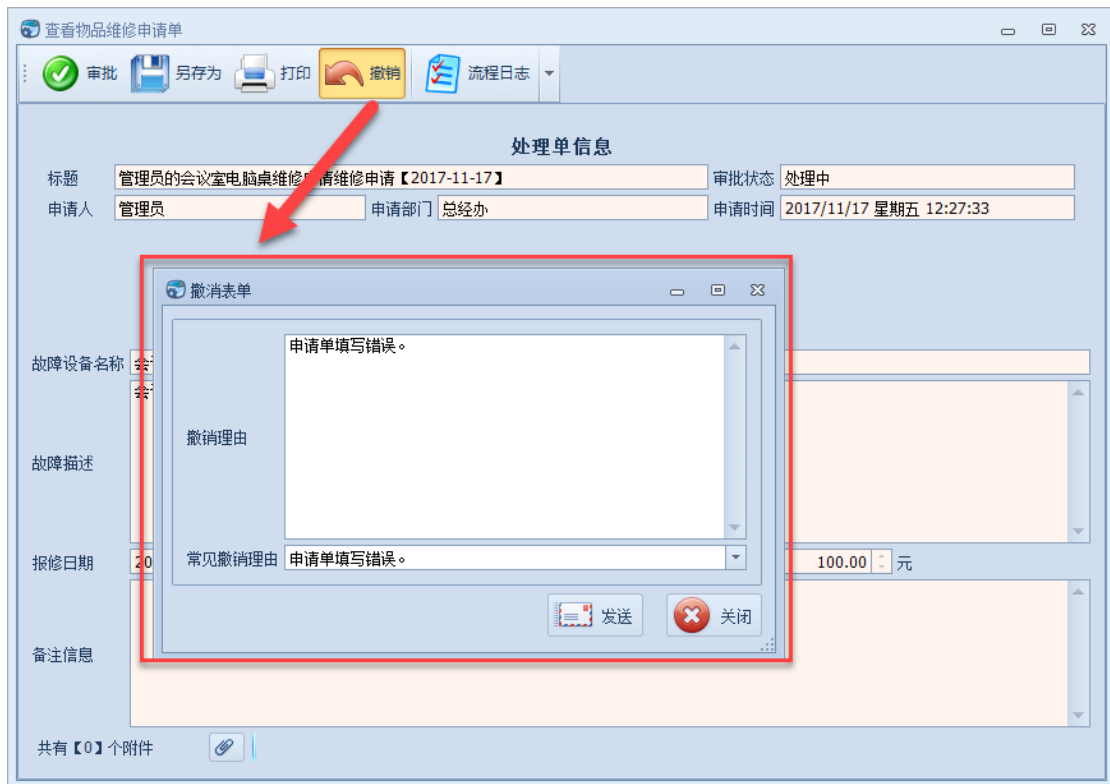 查看物品维修申请单
审批 另存为 打印 撤销 流程日志
处理单信息
标题 管理员的会议室电脑桌维修申请维修申请【2017-11-17】 审批状态 处理中
申请人 管理员 申请部门 总经办 申请时间 2017/11/17 星期五 12:27:33
撤消表单
故障设备名称 会
申请单填写错误。
会
撤销理由
故障描述
常见撤销理由 申请单填写错误。
报修日期 20 100.00 元
发送 关闭
备注信息
共有【0】个附件